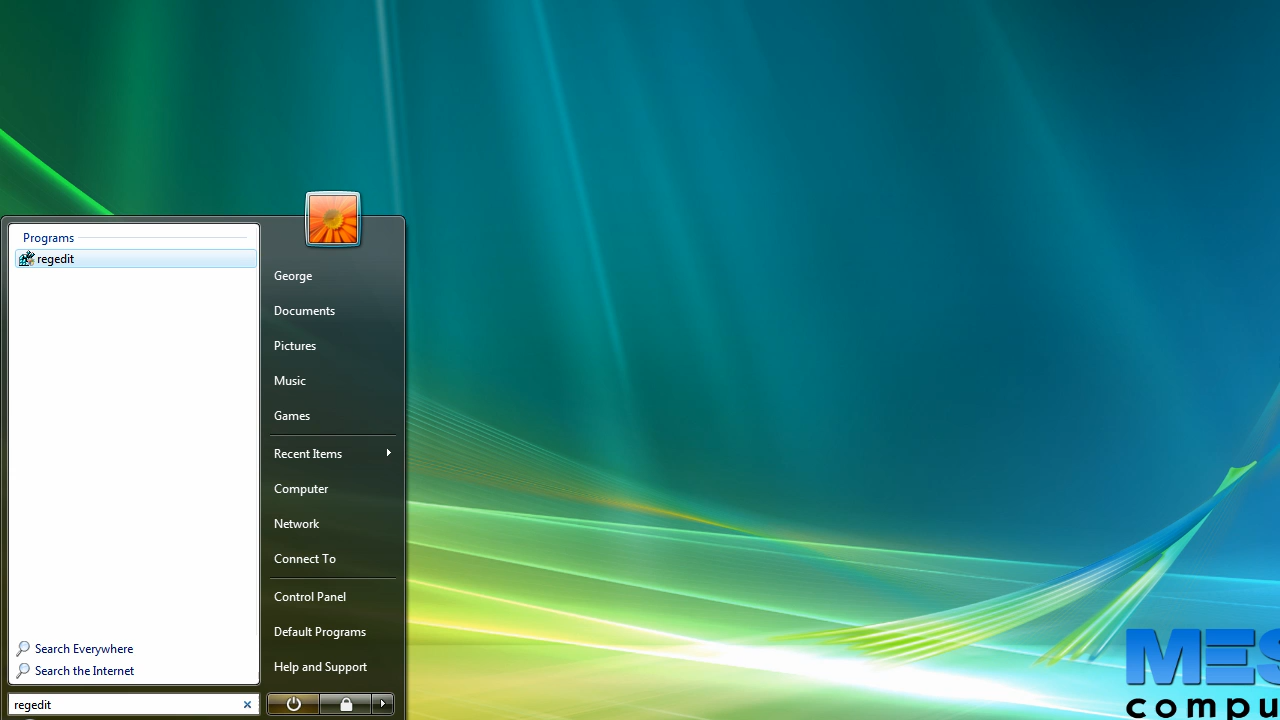 Programs
regedit
Search Everywhere
Search the Internet
regedit
George
Documents
Pictures
Music
Games
Recent Items
Computer
Network
Connect To
Control Panel
Default Programs
Help and Support
MES
compu